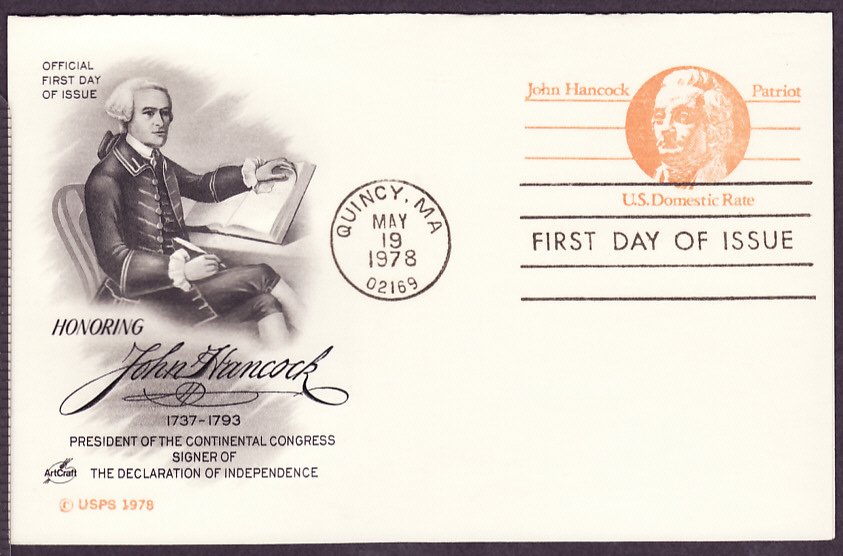 OFFICIAL
FIRST DAY
OF ISSUE
John Hancock Patriot
U.S. Domestic Rate
QUINCY, MA
MAY
19
1978
02169
FIRST DAY OF ISSUE
HONORING
John Hancock
1737-1793
PRESIDENT OF THE CONTINENTAL CONGRESS
SIGNER OF
THE DECLARATION OF INDEPENDENCE
ArtCraft
© USPS 1978